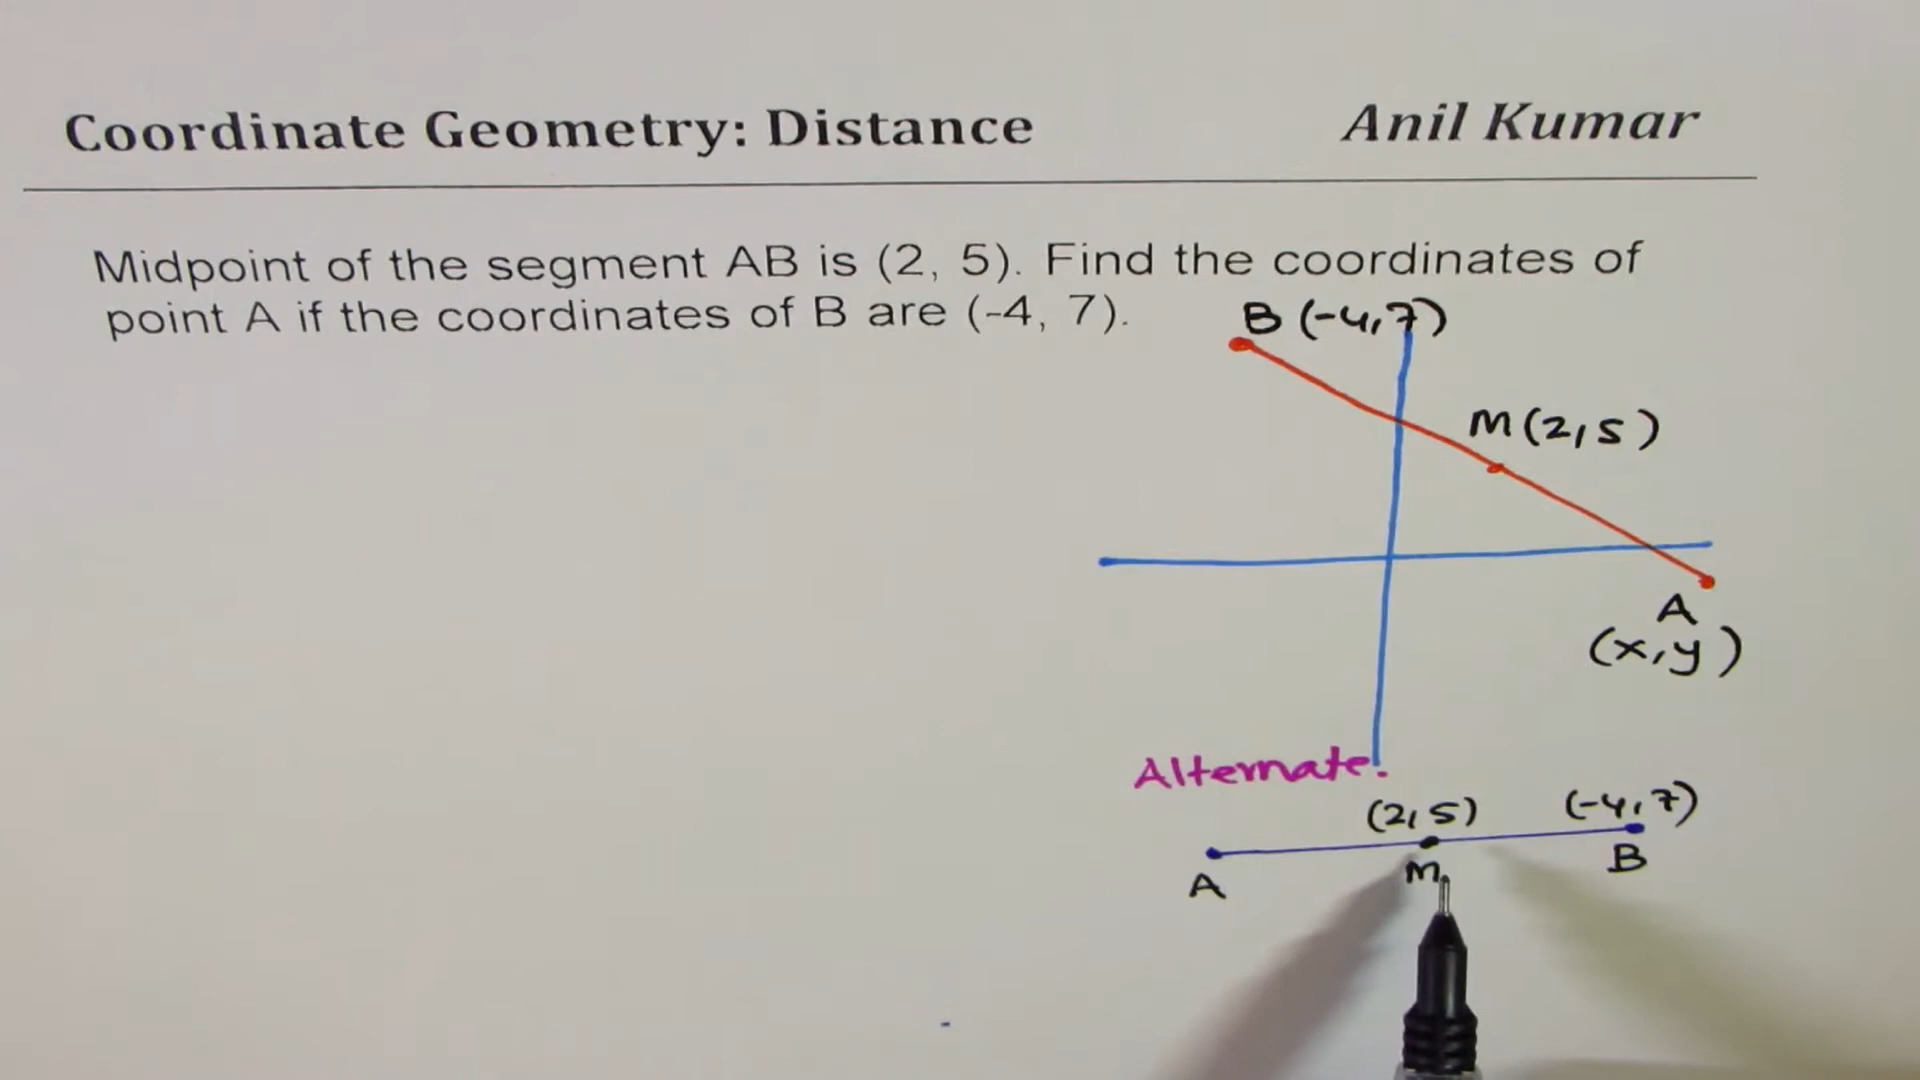 Coordinate Geometry: Distance
Anil Kumar
Midpoint of the segment AB is (2, 5). Find the coordinates of
point A if the coordinates of B are (-4, 7).
B (-4,7)
M(2,5)
A
(x,y)
Alternate:
(2,5)
(-4,7)
A
M
B